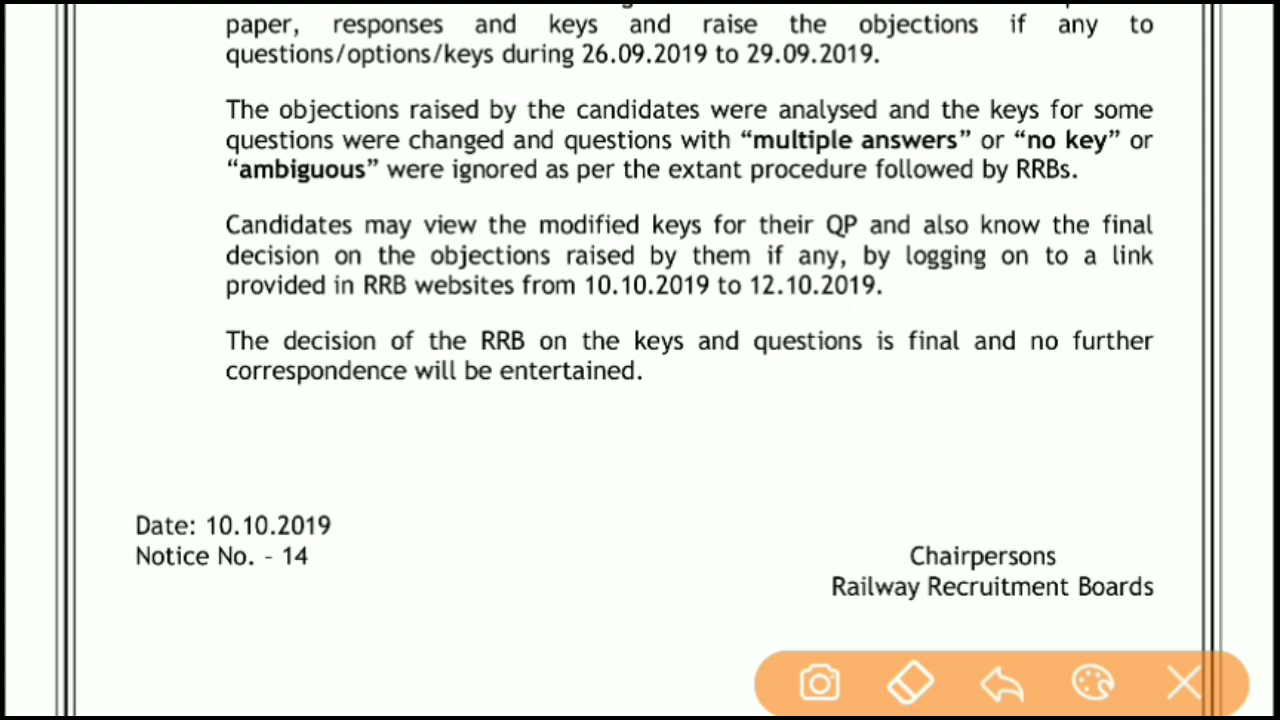 paper, responses and keys and raise the objections if any to
questions/options/keys during 26.09.2019 to 29.09.2019.
The objections raised by the candidates were analysed and the keys for some
questions were changed and questions with “multiple answers” or “no key” or
“ambiguous” were ignored as per the extant procedure followed by RRBs.
Candidates may view the modified keys for their QP and also know the final
decision on the objections raised by them if any, by logging on to a link
provided in RRB websites from 10.10.2019 to 12.10.2019.
The decision of the RRB on the keys and questions is final and no further
correspondence will be entertained.
Date: 10.10.2019
Notice No. - 14
Chairpersons
Railway Recruitment Boards